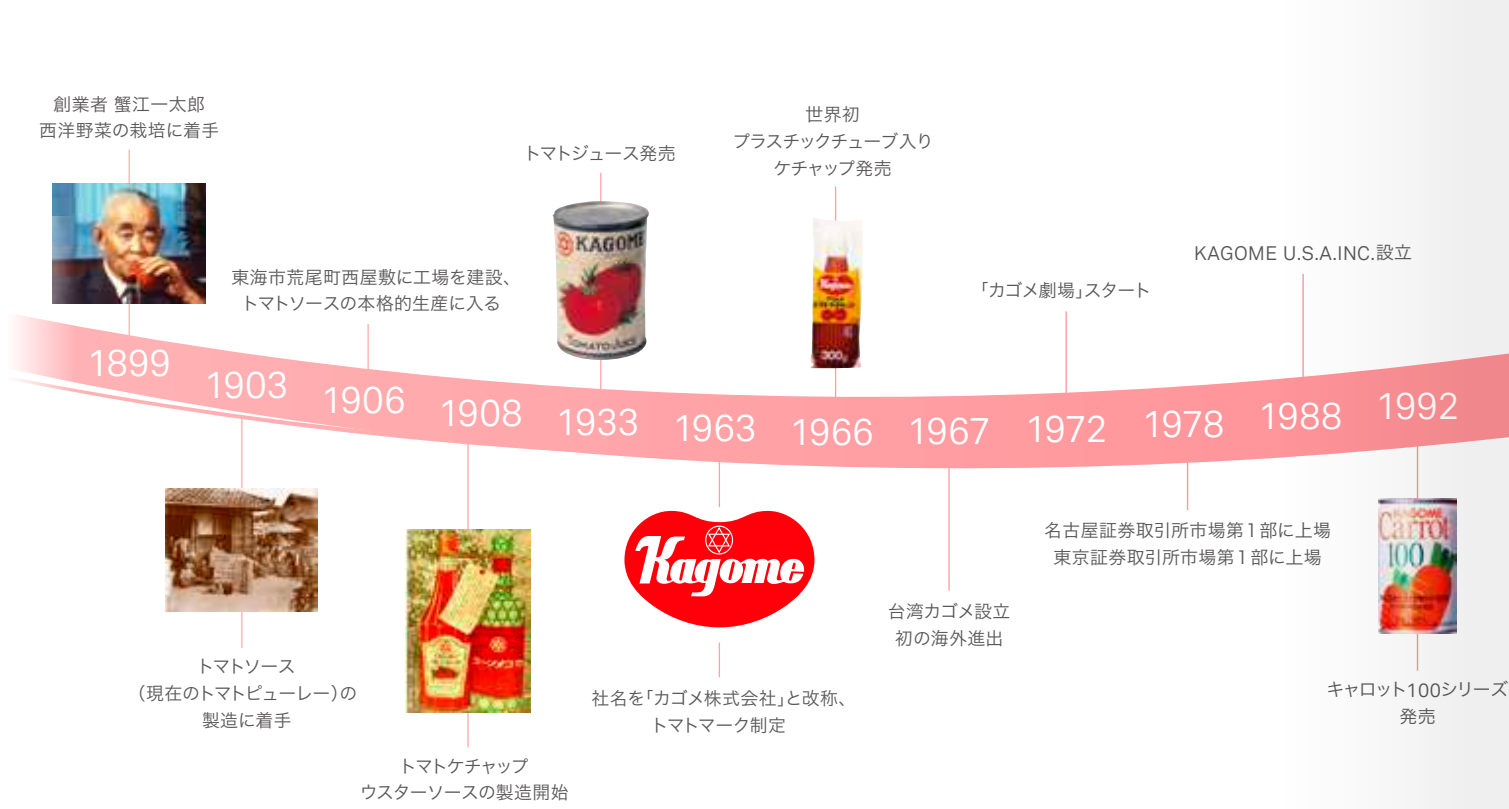 創業者 蟹江一太郎
西洋野菜の栽培に着手
1899
1903
トマトソース
（現在のトマトピューレー）の
製造に着手
東海市荒尾町西屋敷に工場を建設、
トマトソースの本格的生産に入る
1906
1908
トマトケチャップ
ウスターソースの製造開始
トマトジュース発売
KAGOME
TOMATO JUICE
1933
1963
Kagome
社名を「カゴメ株式会社」と改称、
トマトマーク制定
世界初
プラスチックチューブ入り
ケチャップ発売
Kagome
300g
1966
1967
台湾カゴメ設立
初の海外進出
「カゴメ劇場」スタート
1972
1978
名古屋証券取引所市場第1部に上場
東京証券取引所市場第1部に上場
KAGOME U.S.A.INC.設立
1988
1992
KAGOME
Carrot
100
キャロット100シリーズ
発売